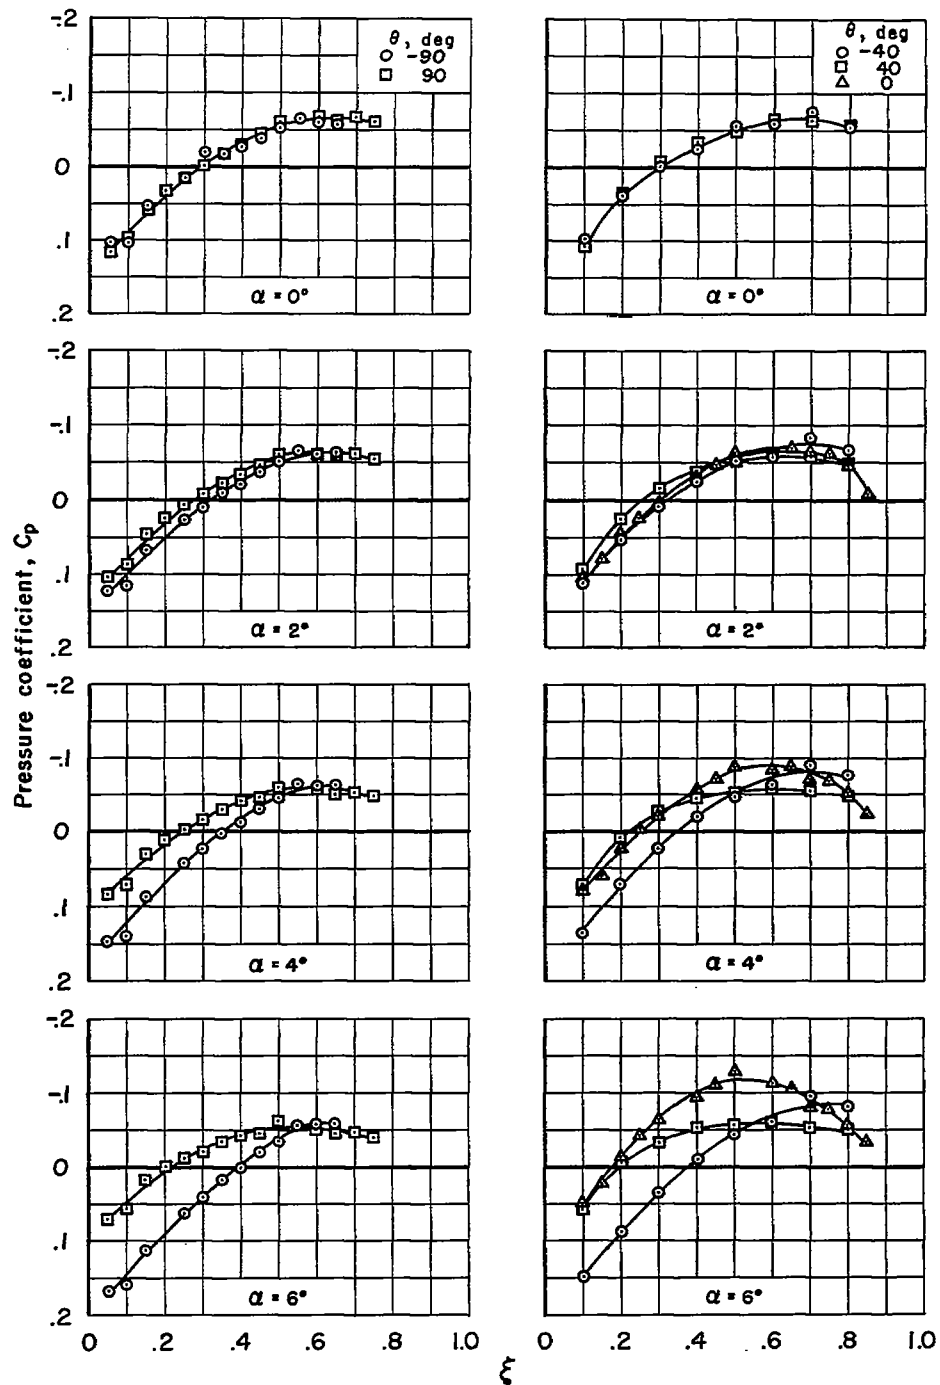 -.2
-.1
0
.1
.2
θ, deg
-90
90
α = 0°
θ, deg
-40
40
0
α = 0°
-.2
-.1
0
.1
.2
α = 2°
α = 2°
Pressure coefficient, Cp
-.2
-.1
0
.1
.2
α = 4°
α = 4°
-.2
-.1
0
.1
.2
α = 6°
α = 6°
0 .2 .4 .6 .8 1.0
0 .2 .4 .6 .8 1.0
ξ